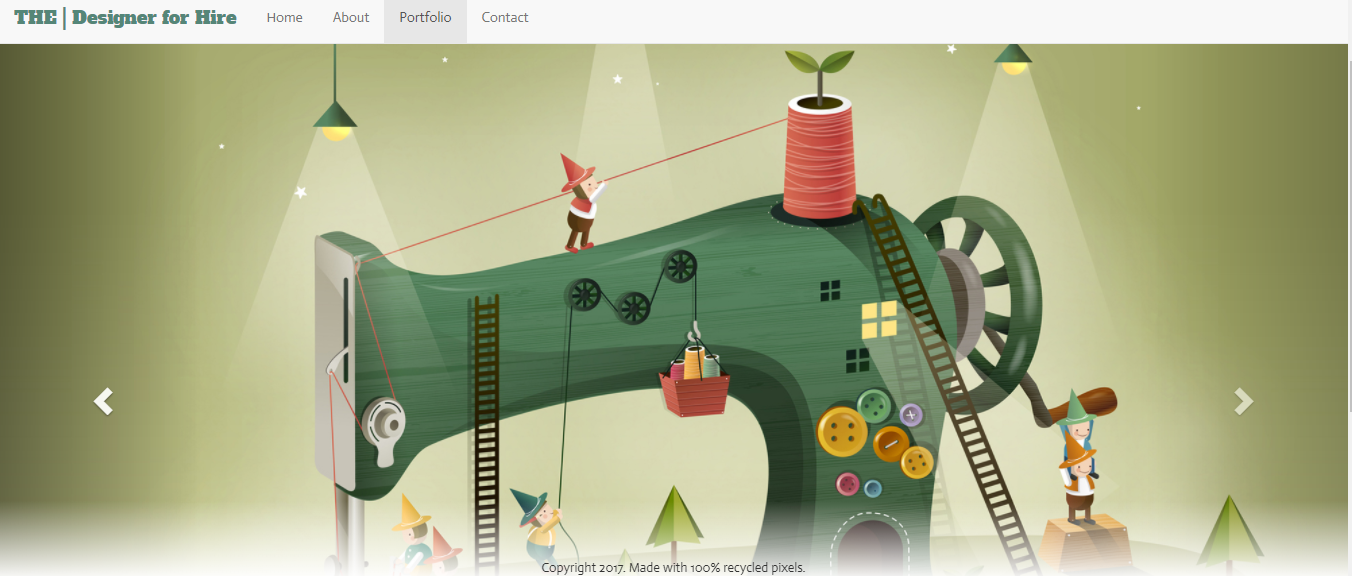 THE | Designer for Hire Home About Portfolio Contact
Copyright 2017. Made with 100% recycled pixels.